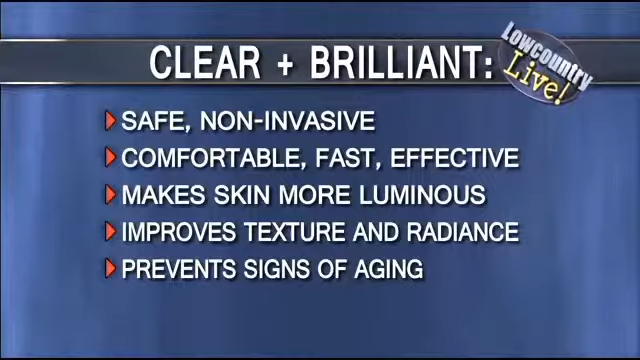 CLEAR + BRILLIANT:
Lowcountry
Live!
SAFE, NON-INVASIVE
COMFORTABLE, FAST, EFFECTIVE
MAKES SKIN MORE LUMINOUS
IMPROVES TEXTURE AND RADIANCE
PREVENTS SIGNS OF AGING